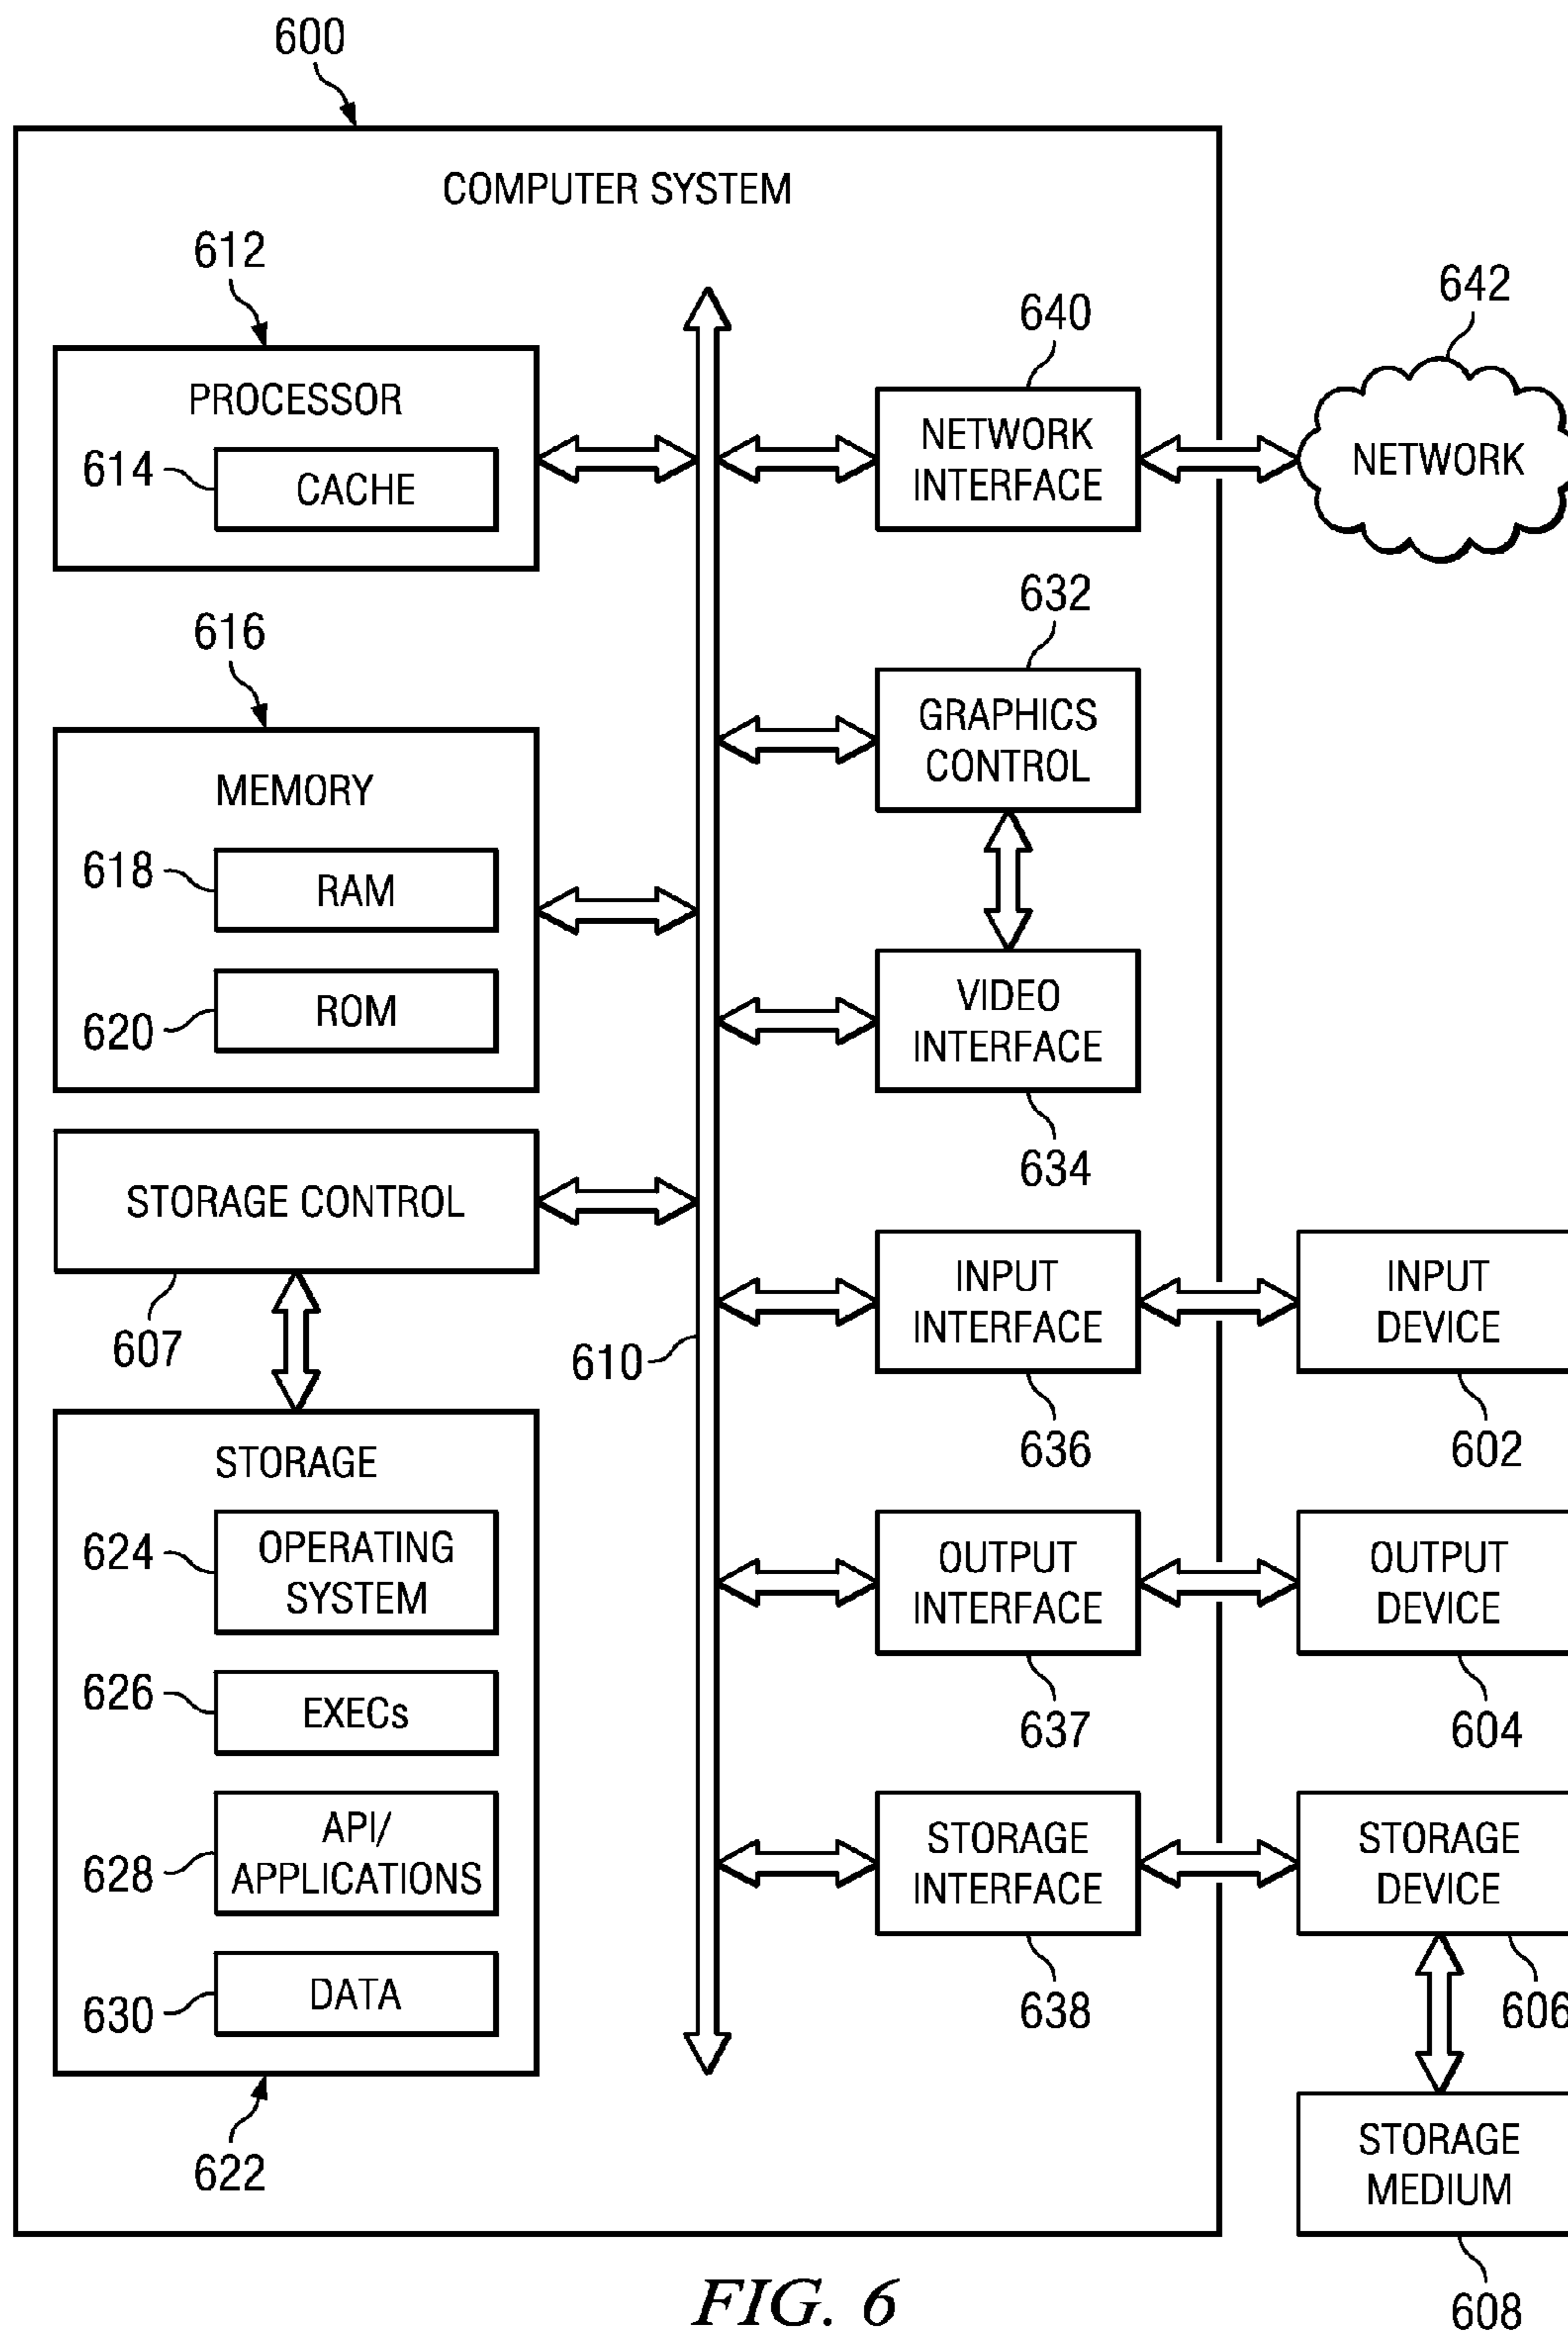 600
COMPUTER SYSTEM
612
PROCESSOR
614
CACHE
640
NETWORK
INTERFACE
642
NETWORK
616
MEMORY
618
RAM
620
ROM
632
GRAPHICS
CONTROL
VIDEO
INTERFACE
634
STORAGE CONTROL
607
610
INPUT
INTERFACE
636
INPUT
DEVICE
602
STORAGE
624
OPERATING
SYSTEM
626
EXECs
628
API/
APPLICATIONS
630
DATA
622
OUTPUT
INTERFACE
637
OUTPUT
DEVICE
604
STORAGE
INTERFACE
638
STORAGE
DEVICE
606
STORAGE
MEDIUM
608
FIG. 6